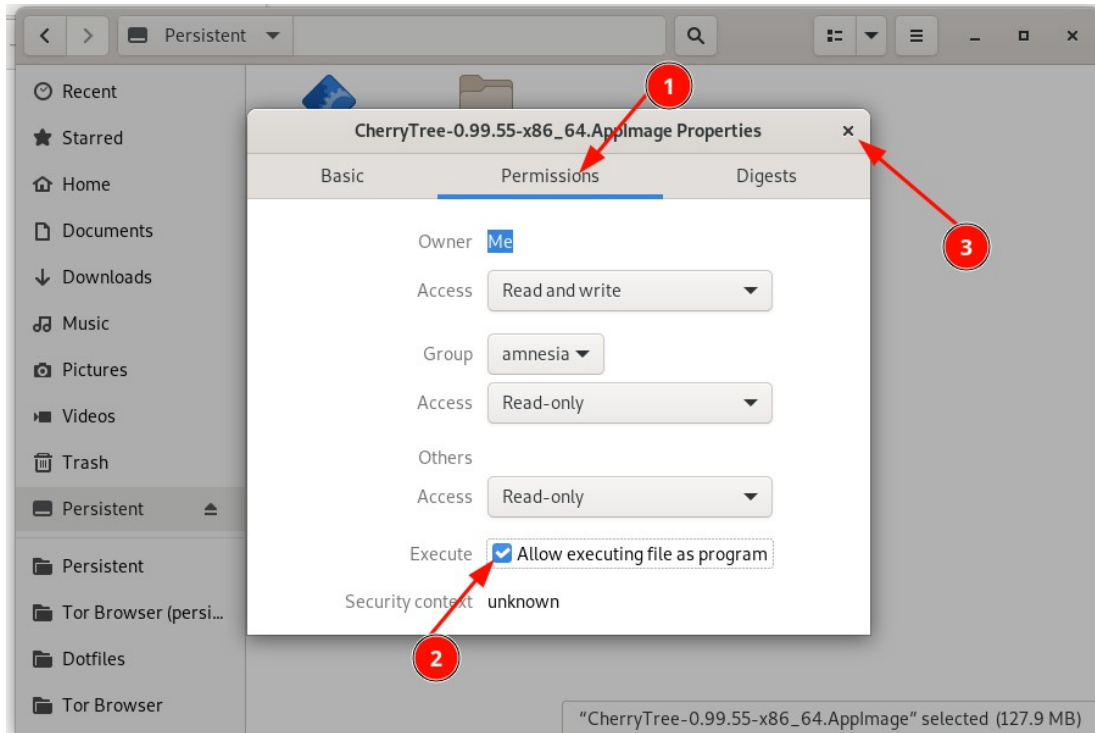 Persistent
Recent
Starred
Home
Documents
Downloads
Music
Pictures
Videos
Trash
Persistent
Persistent
Tor Browser (persi...
Dotfiles
Tor Browser
1
CherryTree-0.99.55-x86_64.AppImage Properties
Basic Permissions Digests
3
Owner Me
Access Read and write
Group amnesia
Access Read-only
Others
Access Read-only
Execute Allow executing file as program
Security context unknown
2
"CherryTree-0.99.55-x86_64.AppImage" selected (127.9 MB)